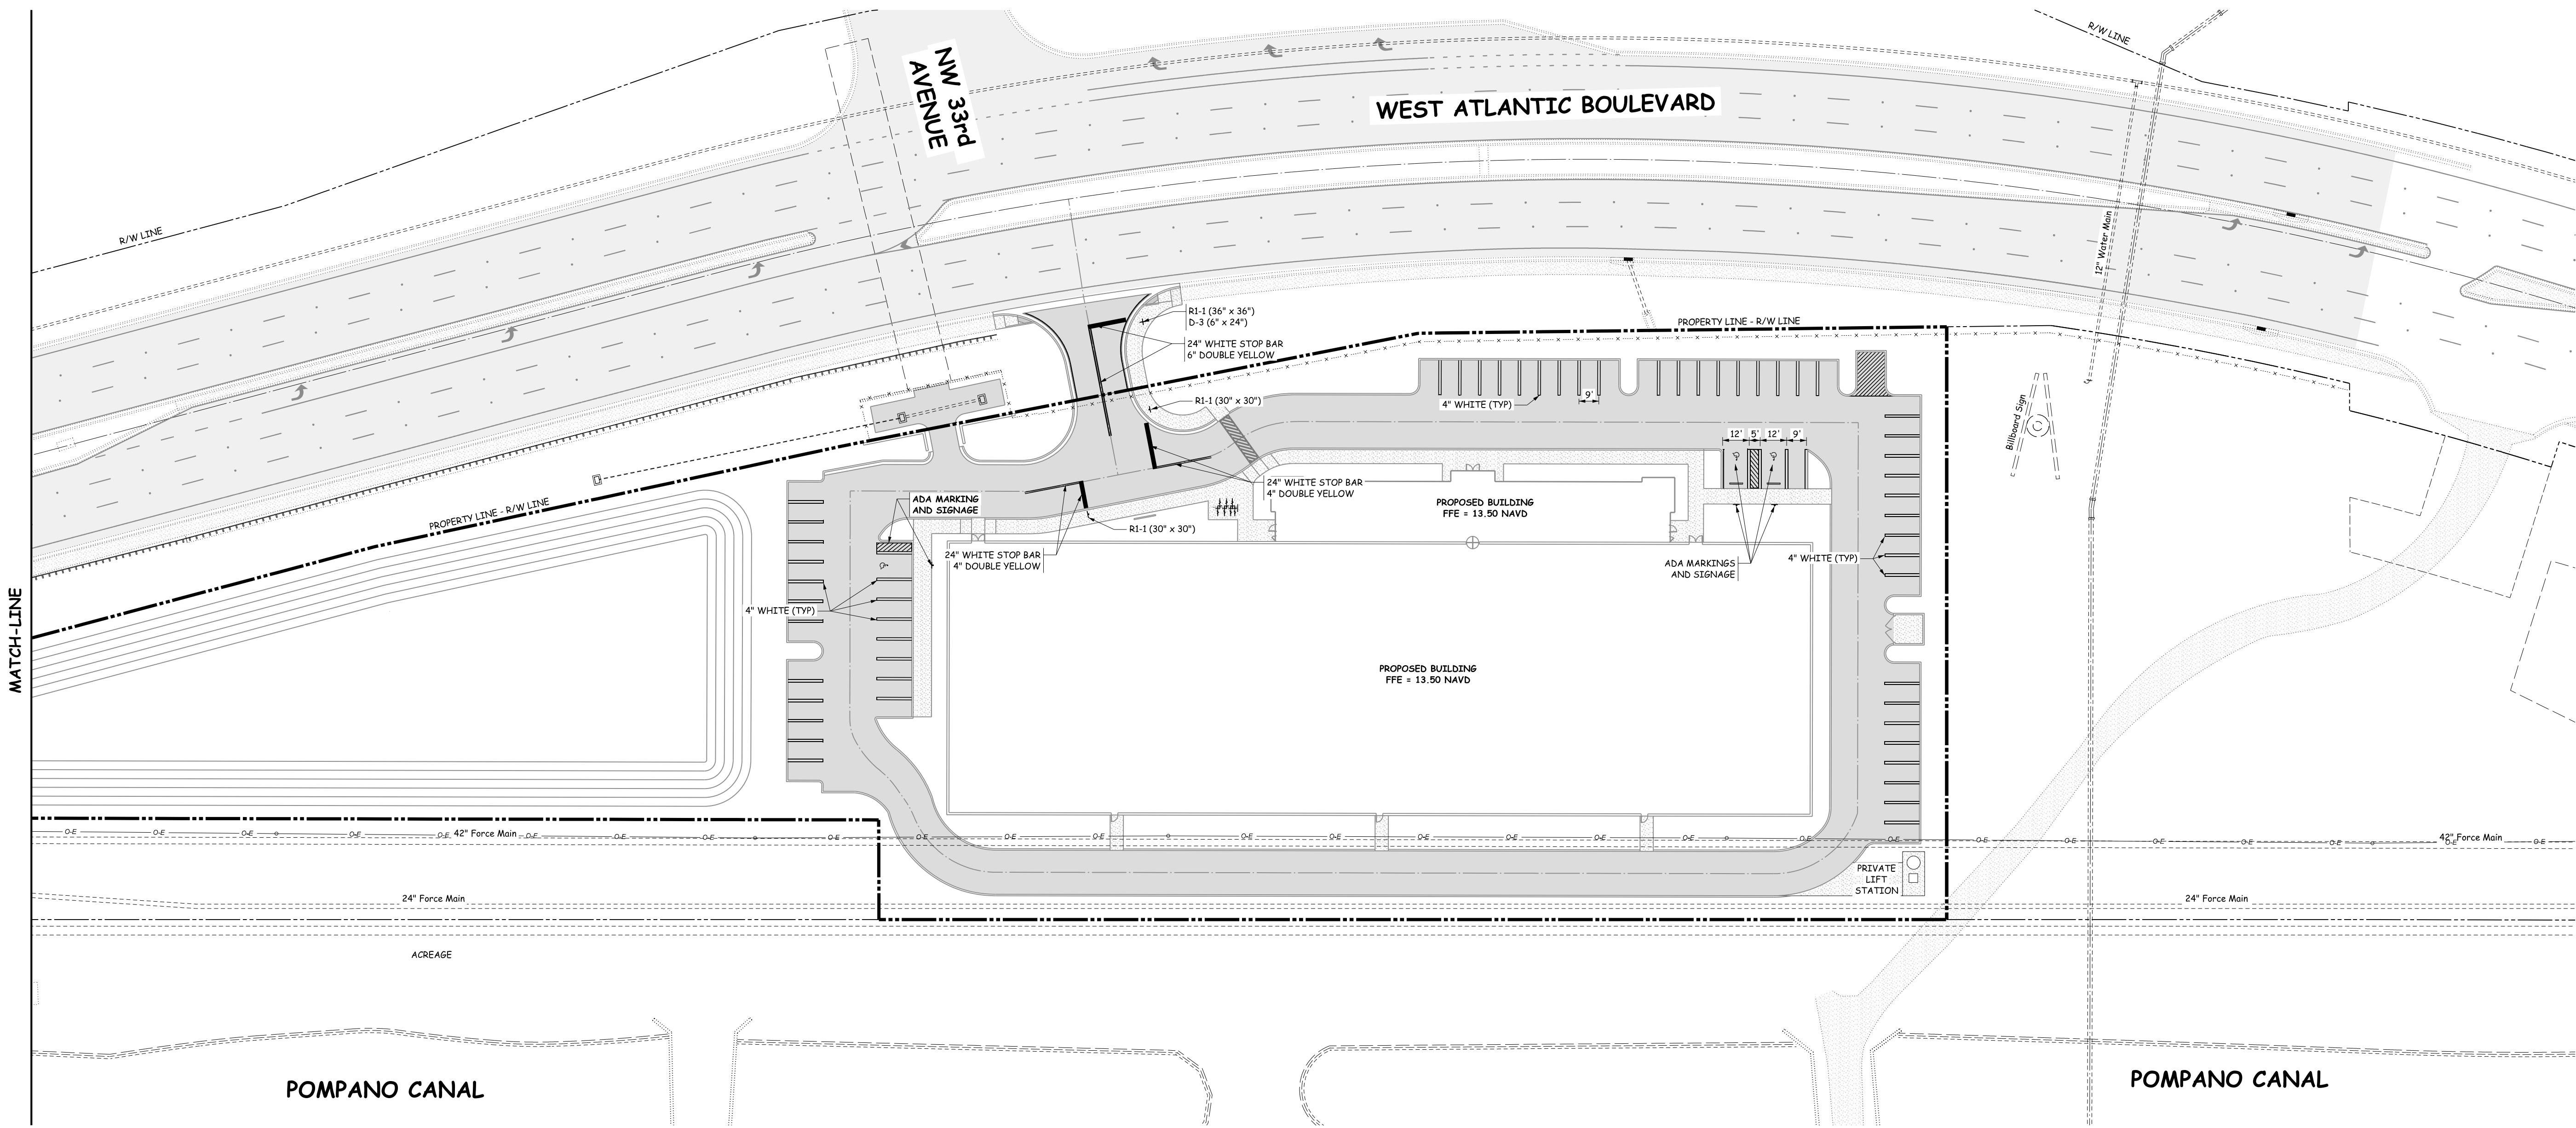 R/W LINE
NW 33rd
AVENUE
WEST ATLANTIC BOULEVARD
R/W LINE
12" Water Main
R1-1 (36" x 36")
D-3 (6" x 24")
24" WHITE STOP BAR
6" DOUBLE YELLOW
PROPERTY LINE - R/W LINE
R1-1 (30" x 30")
4" WHITE (TYP)
9'
Billboard Sign
12'
5'
12'
9'
24" WHITE STOP BAR
4" DOUBLE YELLOW
PROPERTY LINE - R/W LINE
ADA MARKING
AND SIGNAGE
PROPOSED BUILDING
FFE = 13.50 NAVD
R1-1 (30" x 30")
24" WHITE STOP BAR
4" DOUBLE YELLOW
ADA MARKINGS
AND SIGNAGE
4" WHITE (TYP)
4" WHITE (TYP)
MATCH-LINE
PROPOSED BUILDING
FFE = 13.50 NAVD
O-E O-E O-E O-E 42" Force Main O-E O-E O-E O-E O-E O-E O-E O-E O-E O-E O-E O-E O-E O-E O-E O-E O-E O-E O-E O-E O-E 42" Force Main O-E O-E
PRIVATE
LIFT
STATION
24" Force Main
24" Force Main
ACREAGE
POMPANO CANAL
POMPANO CANAL